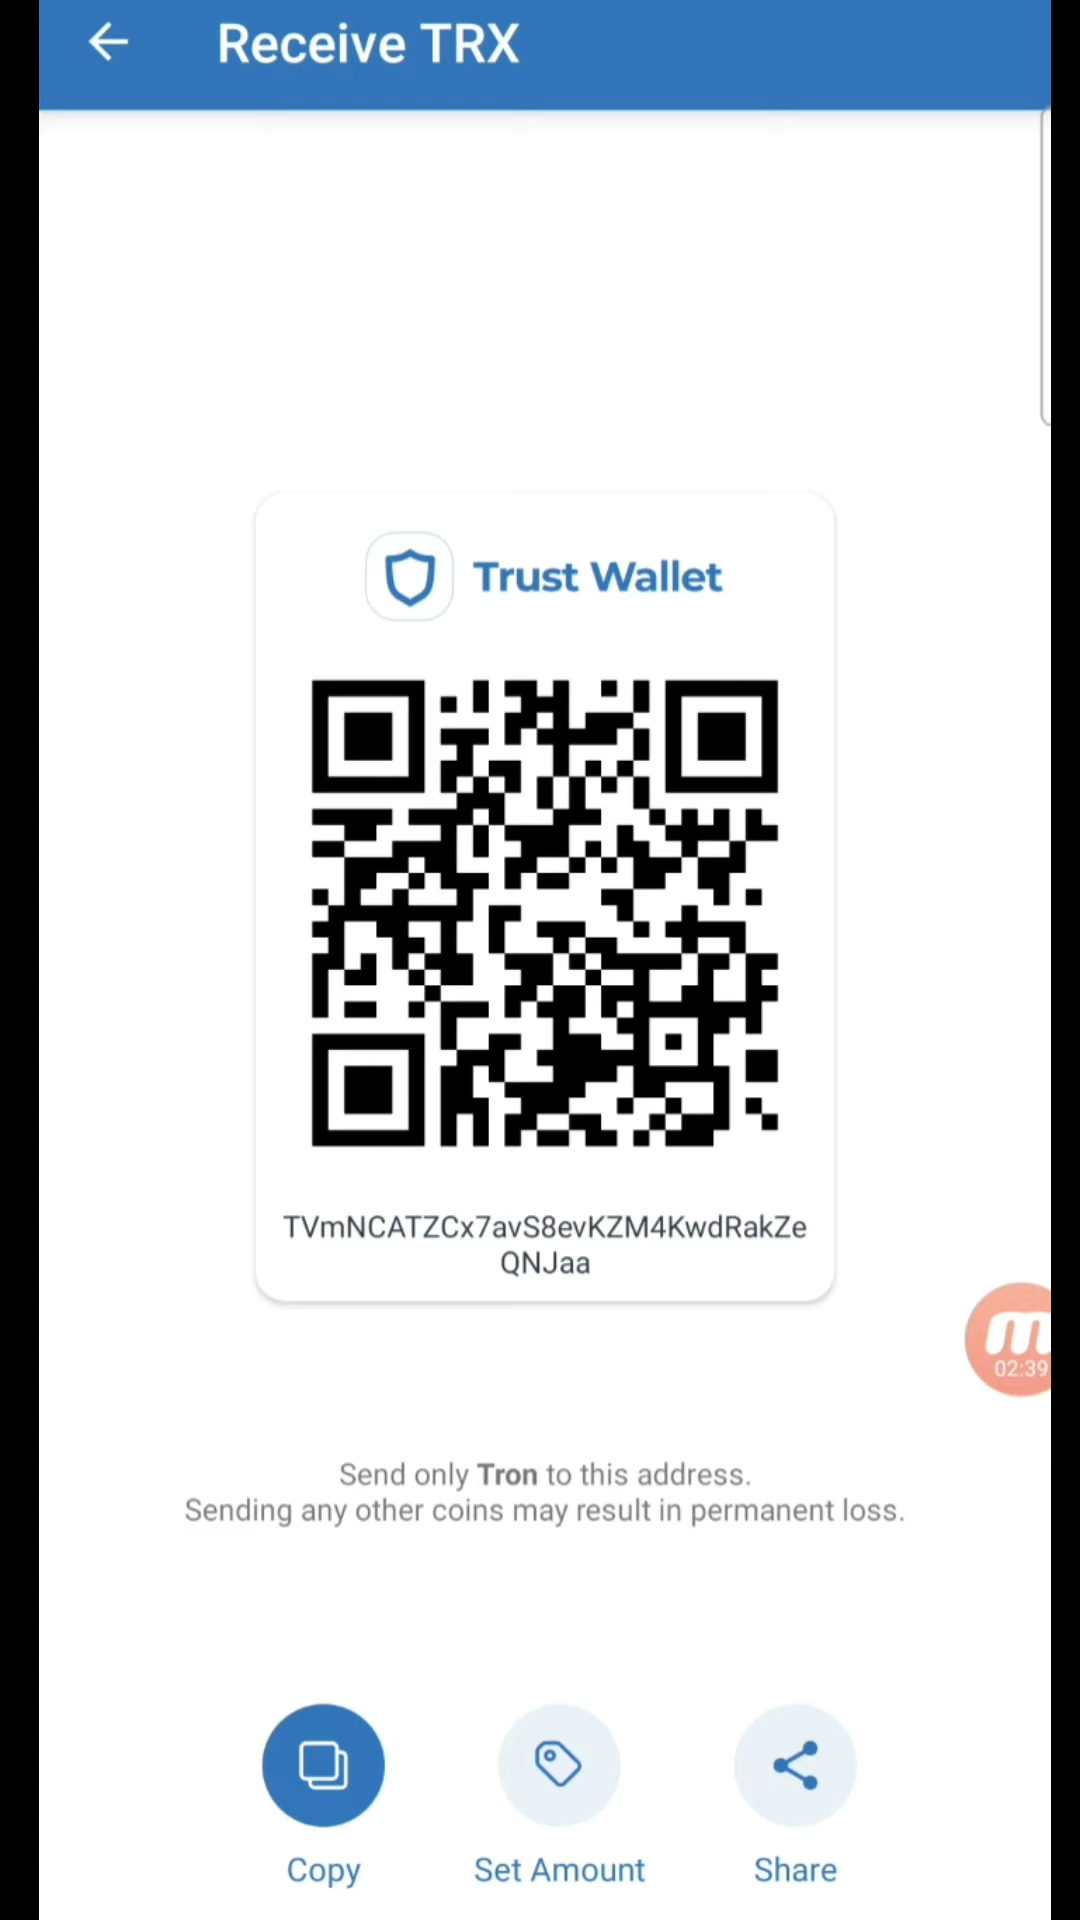 Receive TRX
Trust Wallet
TVmNCATZCx7avS8evKZM4KwdRakZe
QNJaa
m
02:39
Send only Tron to this address.
Sending any other coins may result in permanent loss.
Copy
Set Amount
Share